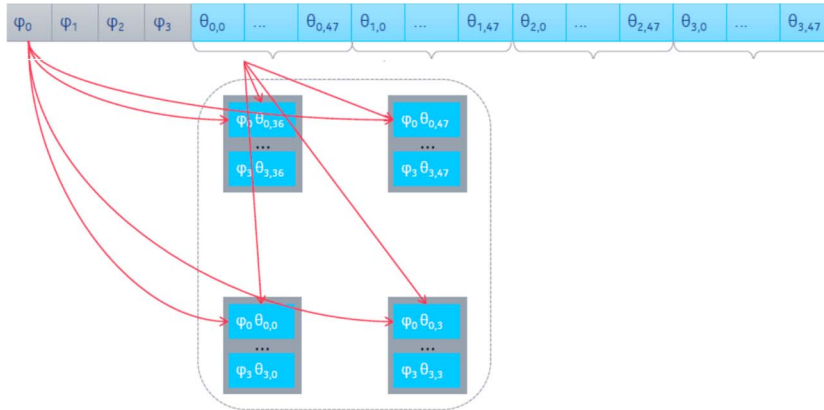 φ₀ φ₁ φ₂ φ₃ θ₀,₀ ... θ₀,₄₇ θ₁,₀ ... θ₁,₄₇ θ₂,₀ ... θ₂,₄₇ θ₃,₀ ... θ₃,₄₇
φ₀ θ₀,₃₆ φ₀ θ₀,₄₇
... ...
φ₃ θ₃,₃₆ φ₃ θ₃,₄₇
φ₀ θ₀,₀ φ₀ θ₀,₃
... ...
φ₃ θ₃,₀ φ₃ θ₃,₃